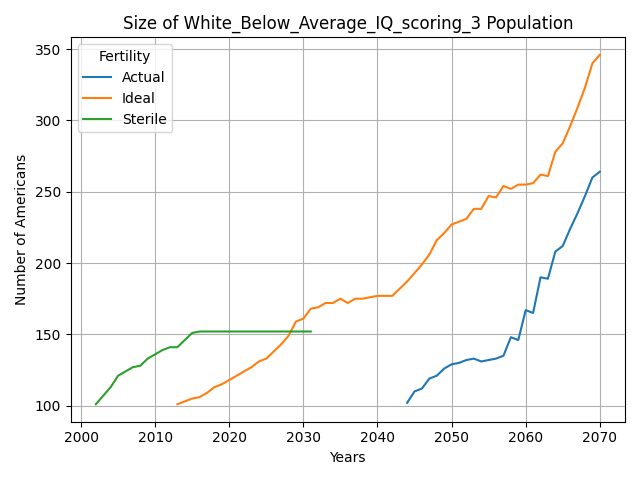 Size of White_Below_Average_IQ_scoring_3 Population
Fertility
Actual
Ideal
Sterile
Number of Americans
350
300
250
200
150
100
2000 2010 2020 2030 2040 2050 2060 2070
Years